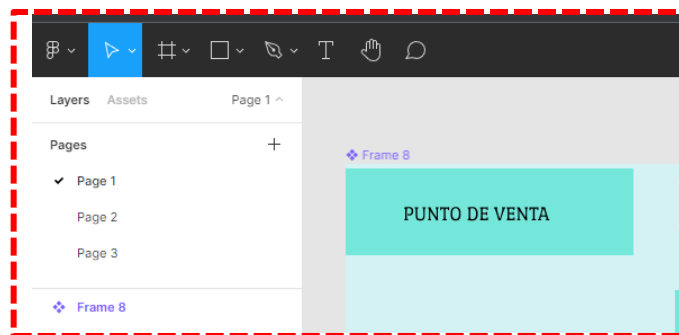 Layers Assets Page 1
Pages
Page 1
Page 2
Page 3
Frame 8
Frame 8
PUNTO DE VENTA